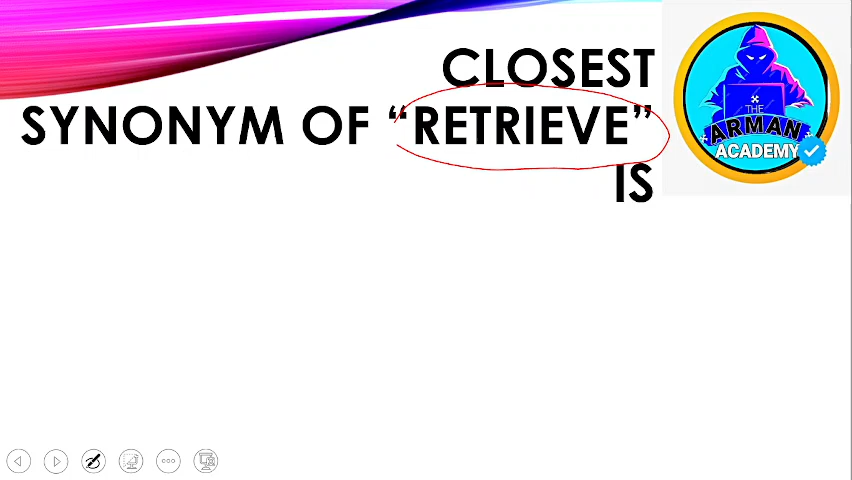 CLOSEST
SYNONYM OF “RETRIEVE”
IS
THE
ARMAN
ACADEMY